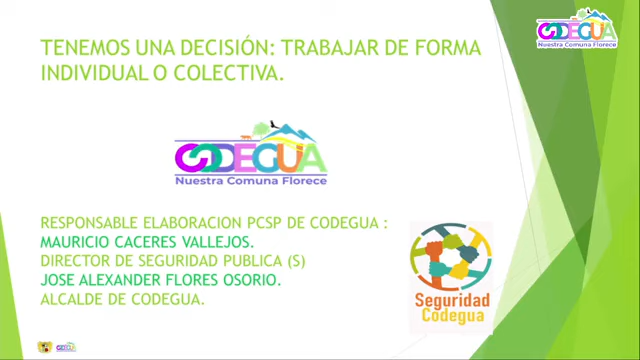 TENEMOS UNA DECISIÓN: TRABAJAR DE FORMA
INDIVIDUAL O COLECTIVA.
CODEGUA
Nuestra Comuna Florece
CODEGUA
Nuestra Comuna Florece
RESPONSABLE ELABORACION PCSP DE CODEGUA :
MAURICIO CACERES VALLEJOS.
DIRECTOR DE SEGURIDAD PUBLICA (S)
JOSE ALEXANDER FLORES OSORIO.
ALCALDE DE CODEGUA.
Seguridad
Codegua
CODEGUA